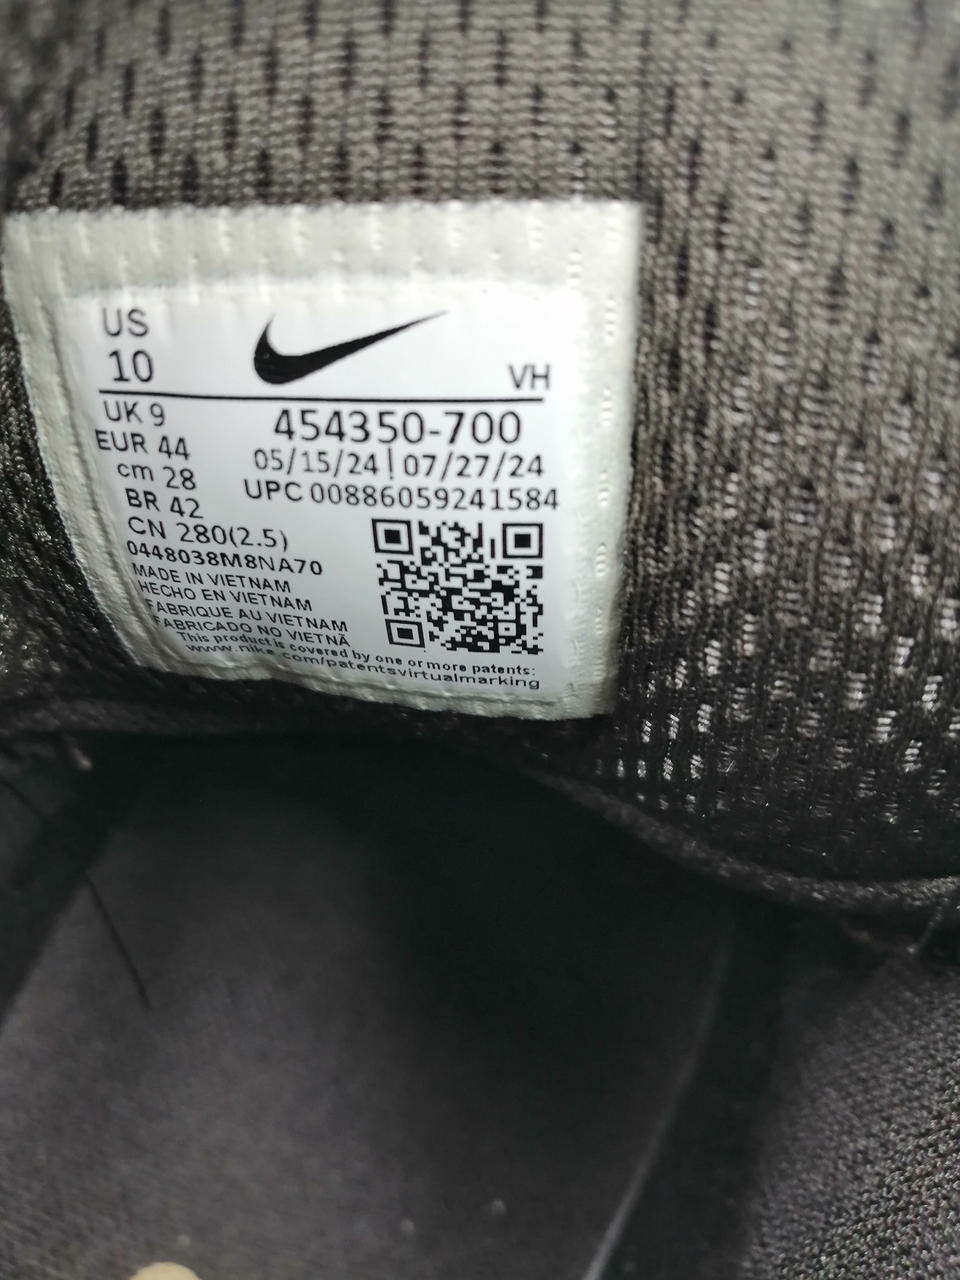 US
10
VH
UK 9
EUR 44
cm 28
BR 42
CN 280(2.5)
454350-700
05/15/24 | 07/27/24
UPC 00886059241584
0448038M8NA70
MADE IN VIETNAM
HECHO EN VIETNAM
FABRIQUE AU VIETNAM
FABRICADO NO VIETNÃ
This product is covered by one or more patents:
www.nike.com/patentsvirtualmarking